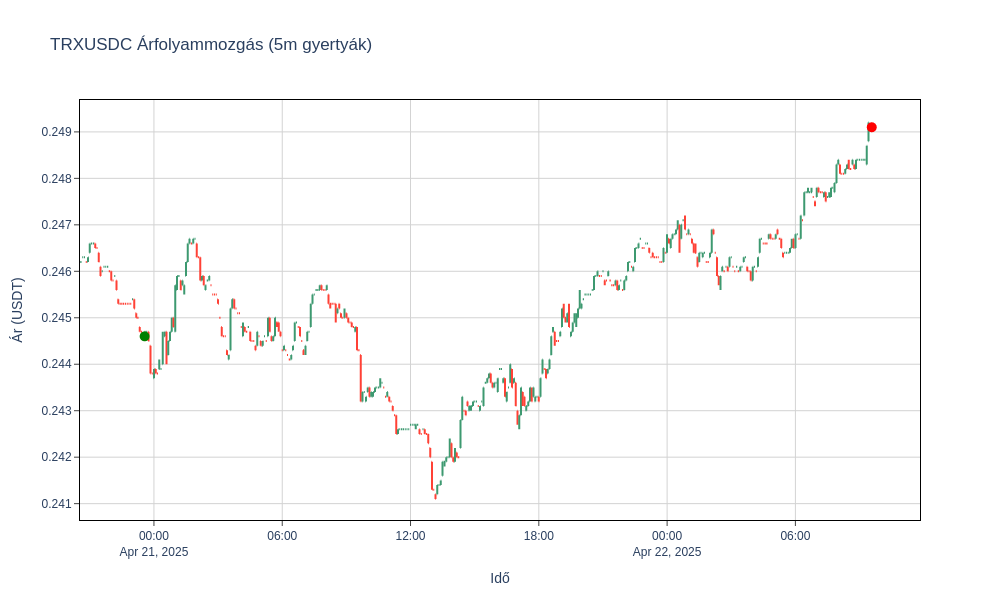 TRXUSDC Árfolyammozgás (5m gyertyák)
Ár (USDT)
0.249
0.248
0.247
0.246
0.245
0.244
0.243
0.242
0.241
00:00 06:00 12:00 18:00 00:00 06:00
Apr 21, 2025 Apr 22, 2025
Idő